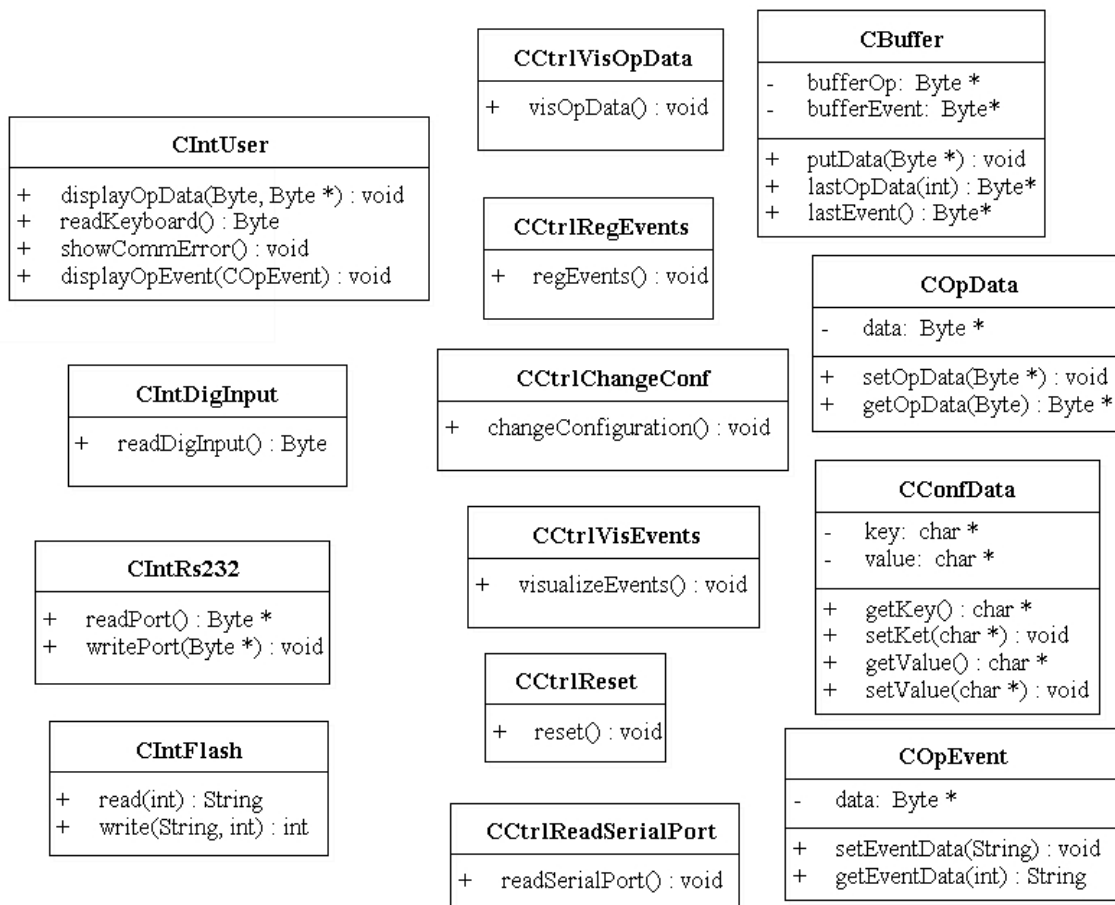 CIntUser
+ displayOpData(Byte, Byte *) : void
+ readKeyboard() : Byte
+ showCommError() : void
+ displayOpEvent(COpEvent) : void
CIntDigInput
+ readDigInput() : Byte
CIntRs232
+ readPort() : Byte *
+ writePort(Byte *) : void
CIntFlash
+ read(int) : String
+ write(String, int) : int
CCtrlVisOpData
+ visOpData() : void
CCtrlRegEvents
+ regEvents() : void
CCtrlChangeConf
+ changeConfiguration() : void
CCtrlVisEvents
+ visualizeEvents() : void
CCtrlReset
+ reset() : void
CCtrlReadSerialPort
+ readSerialPort() : void
CBuffer
- bufferOp: Byte *
- bufferEvent: Byte*
+ putData(Byte *) : void
+ lastOpData(int) : Byte*
+ lastEvent() : Byte*
COpData
- data: Byte *
+ setOpData(Byte *) : void
+ getOpData(Byte) : Byte *
CConfData
- key: char *
- value: char *
+ getKey() : char *
+ setKet(char *) : void
+ getValue() : char *
+ setValue(char *) : void
COpEvent
- data: Byte *
+ setEventData(String) : void
+ getEventData(int) : String